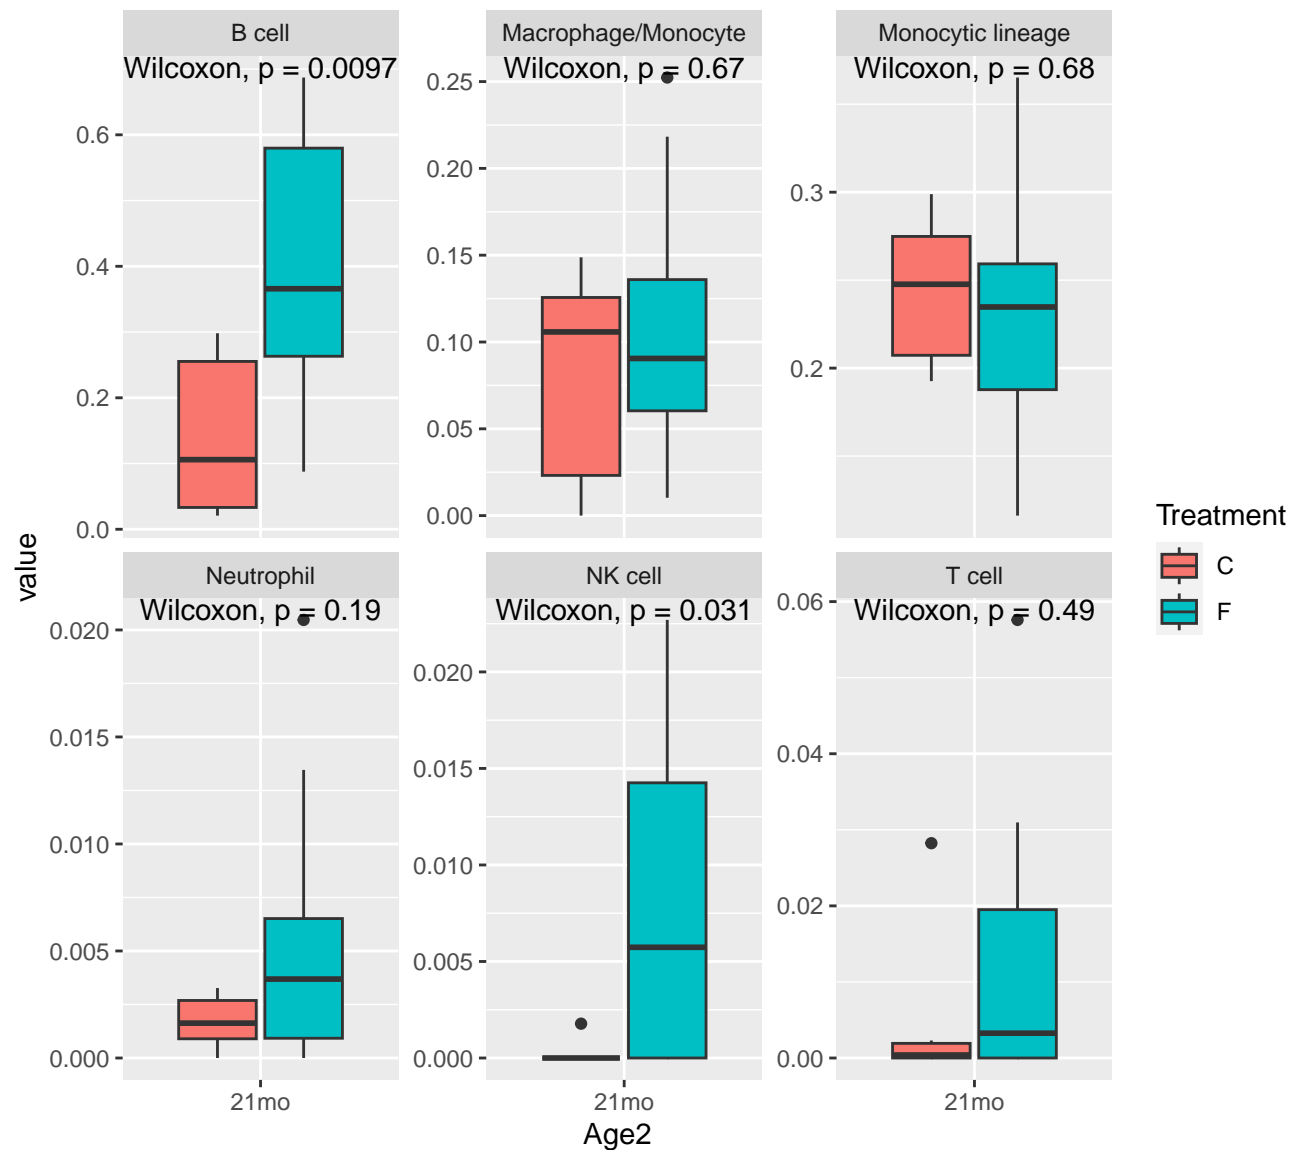 B cell
Macrophage/Monocyte
Monocytic lineage
Wilcoxon, p = 0.0097
Wilcoxon, p = 0.67
Wilcoxon, p = 0.68
0.6
0.4
0.2
0.0
0.25
0.20
0.15
0.10
0.05
0.00
0.3
0.2
value
Neutrophil
NK cell
T cell
Wilcoxon, p = 0.19
Wilcoxon, p = 0.031
Wilcoxon, p = 0.49
0.020
0.015
0.010
0.005
0.000
0.020
0.015
0.010
0.005
0.000
0.06
0.04
0.02
0.00
21mo
21mo
21mo
Age2
Treatment
C
F